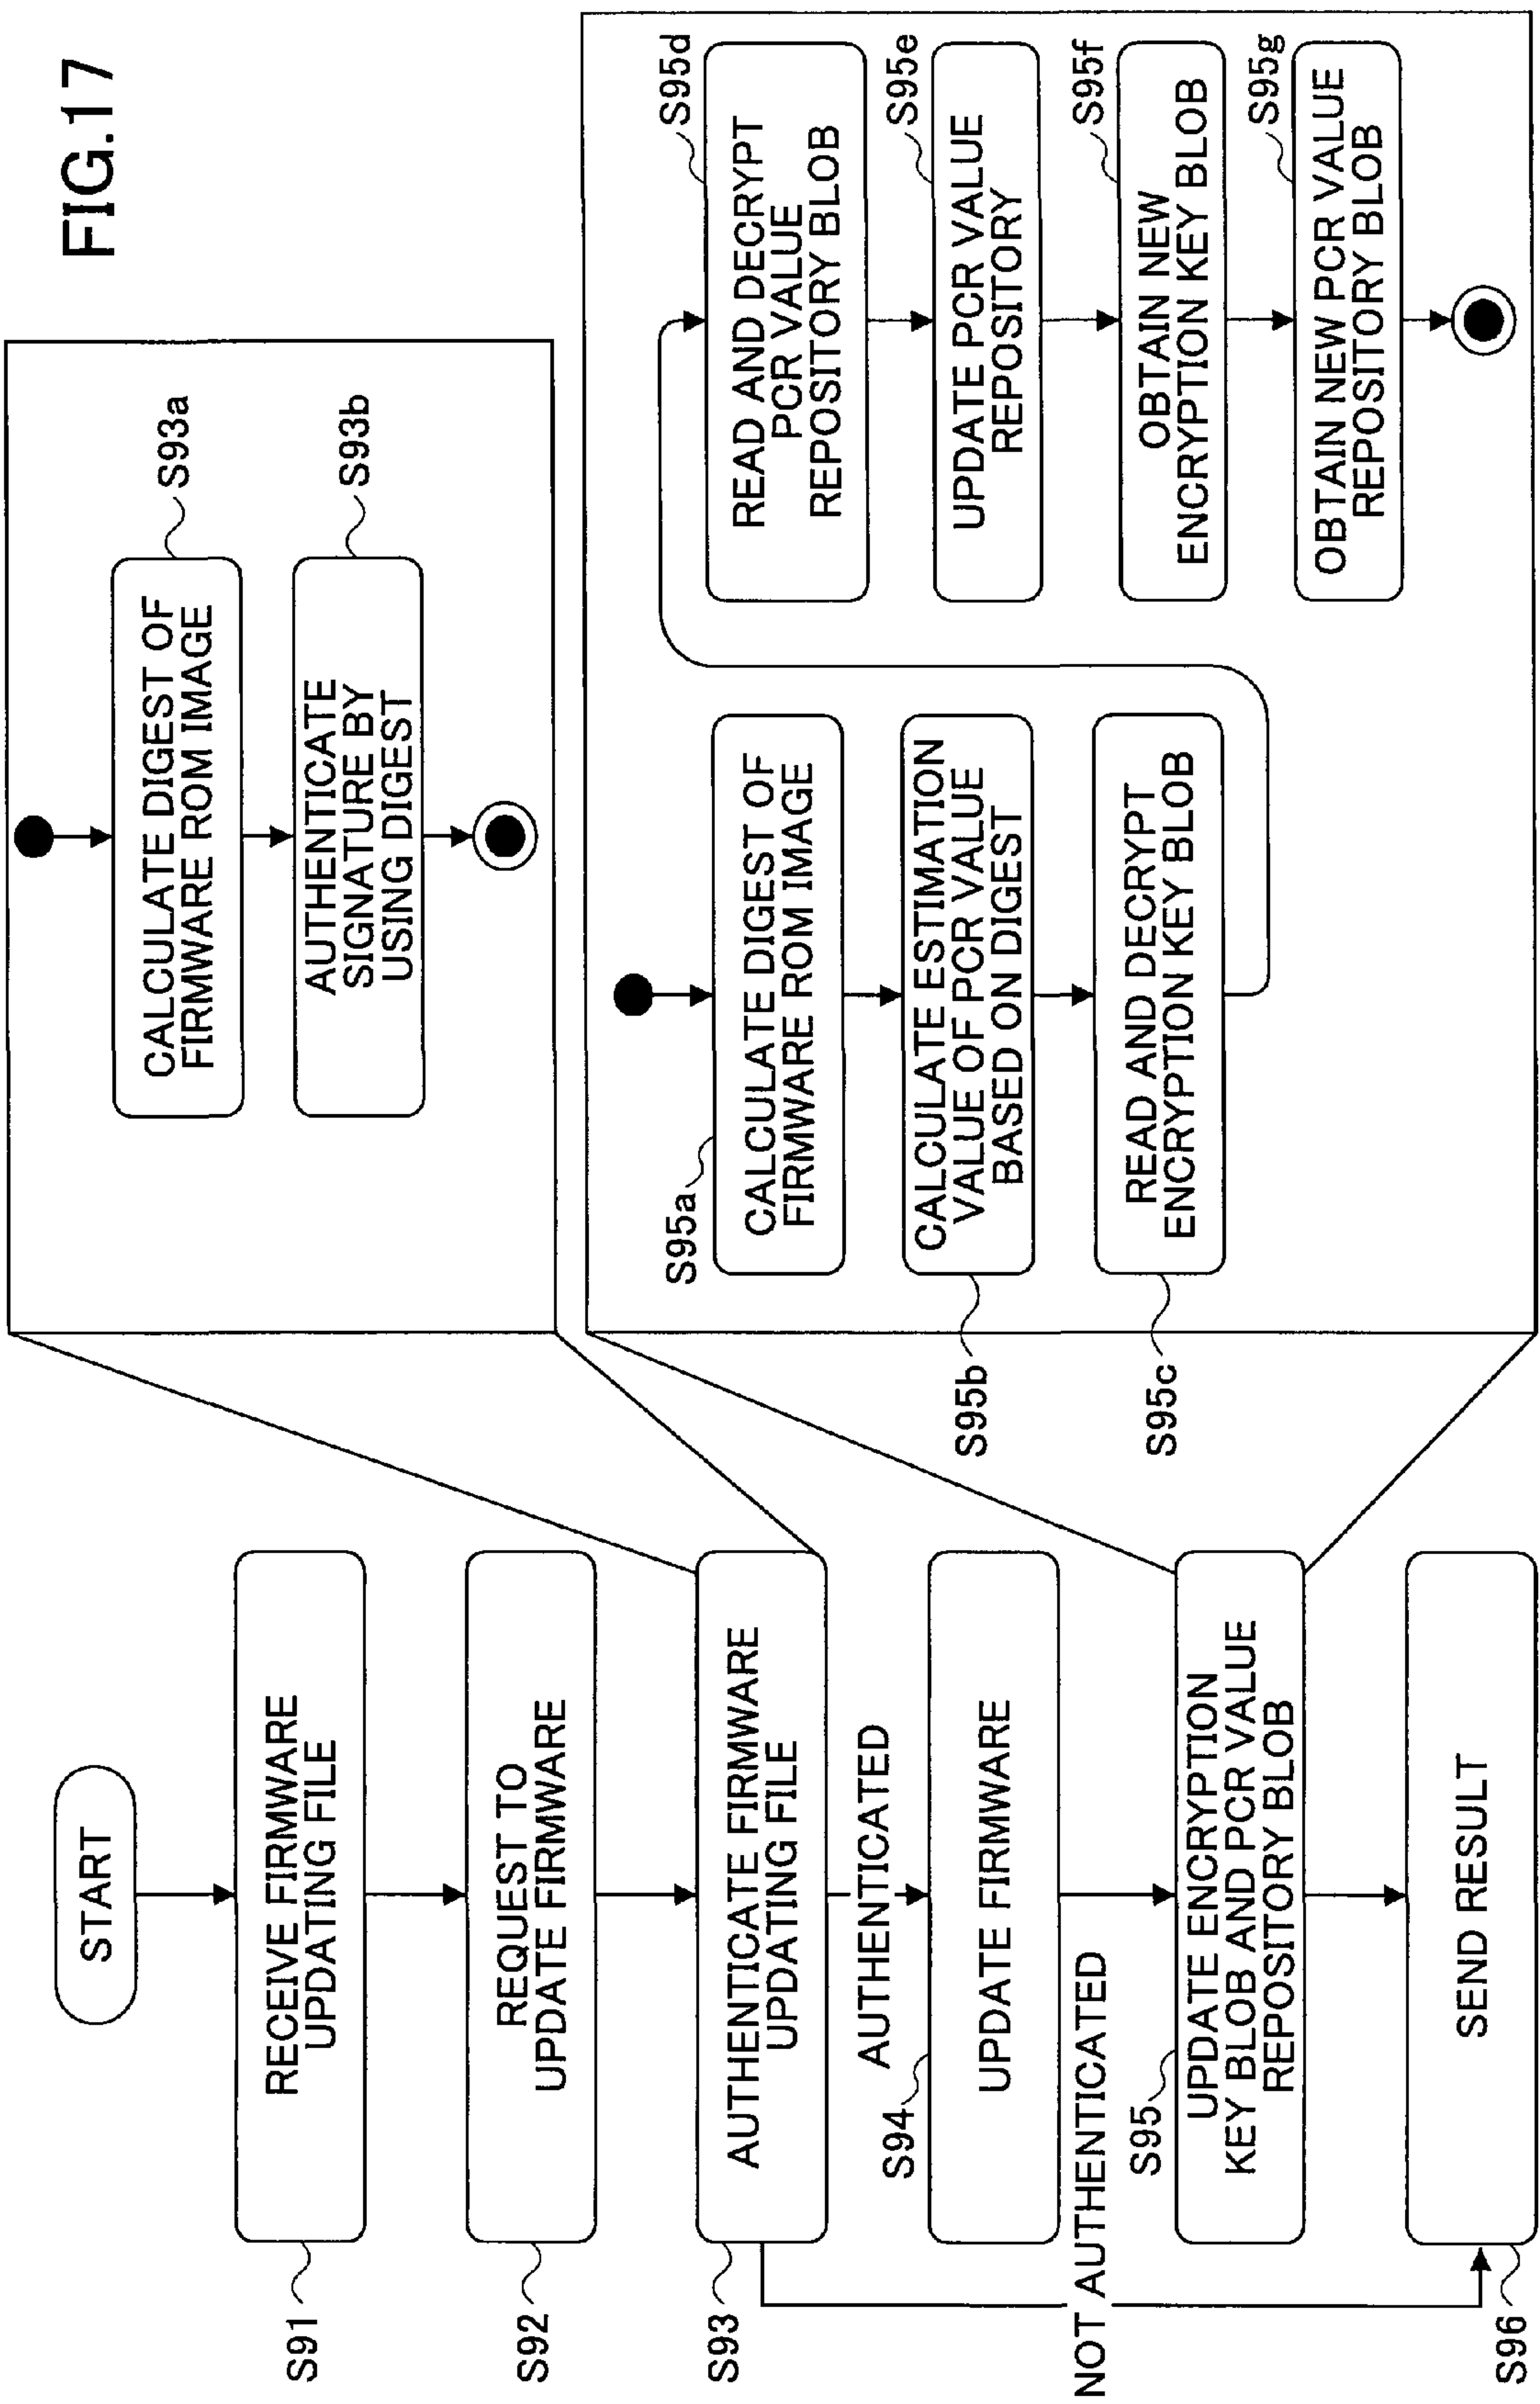 FIG.17
START
RECEIVE FIRMWARE
UPDATING FILE
S91
REQUEST TO
UPDATE FIRMWARE
S92
AUTHENTICATE FIRMWARE
UPDATING FILE
S93
AUTHENTICATED
S94
UPDATE FIRMWARE
NOT AUTHENTICATED
S95
UPDATE ENCRYPTION
KEY BLOB AND PCR VALUE
REPOSITORY BLOB
SEND RESULT
S96
CALCULATE DIGEST OF
FIRMWARE ROM IMAGE
S93a
AUTHENTICATE
SIGNATURE BY
USING DIGEST
S93b
S95a
CALCULATE DIGEST OF
FIRMWARE ROM IMAGE
CALCULATE ESTIMATION
VALUE OF PCR VALUE
BASED ON DIGEST
S95b
READ AND DECRYPT
ENCRYPTION KEY BLOB
S95c
S95d
READ AND DECRYPT
PCR VALUE
REPOSITORY BLOB
S95e
UPDATE PCR VALUE
REPOSITORY
S95f
OBTAIN NEW
ENCRYPTION KEY BLOB
S95g
OBTAIN NEW PCR VALUE
REPOSITORY BLOB